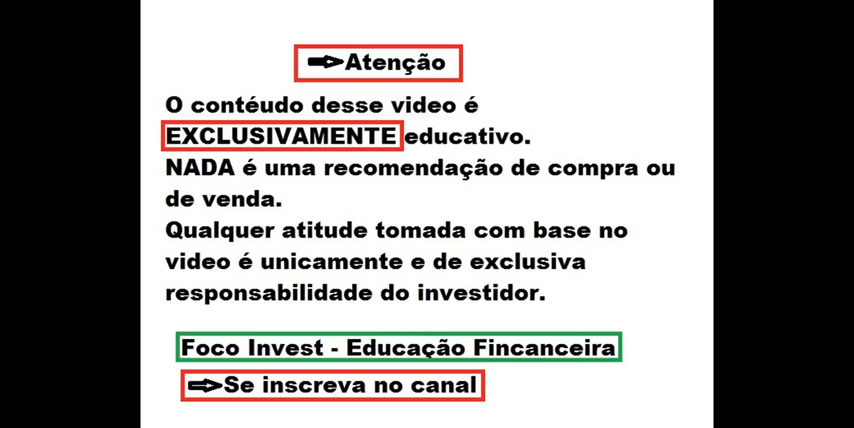 ⇨Atenção
O contéudo desse video é
EXCLUSIVAMENTE educativo.
NADA é uma recomendação de compra ou
de venda.
Qualquer atitude tomada com base no
video é unicamente e de exclusiva
responsabilidade do investidor.
Foco Invest - Educação Fincanceira
⇨Se inscreva no canal